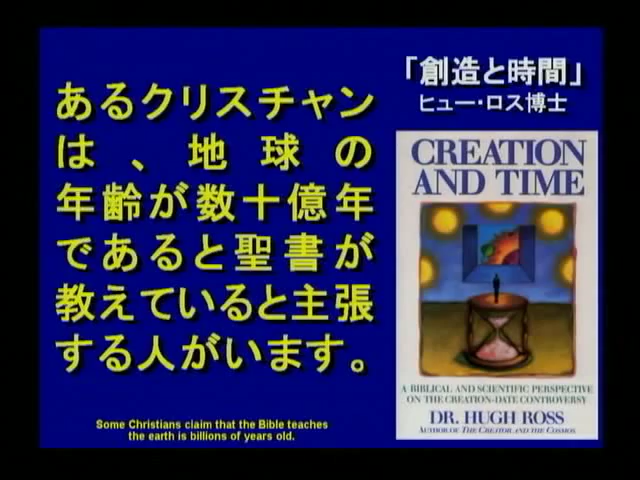 あるクリスチャン
は、地球の
年齢が数十億年
であると聖書が
教えていると主張
する人がいます。
Some Christians claim that the Bible teaches
the earth is billions of years old.
「創造と時間」
ヒュー・ロス博士
CREATION
AND TIME
A BIBLICAL AND SCIENTIFIC PERSPECTIVE
ON THE CREATION-DATE CONTROVERSY
DR. HUGH ROSS
AUTHOR OF THE CREATOR AND THE COSMOS